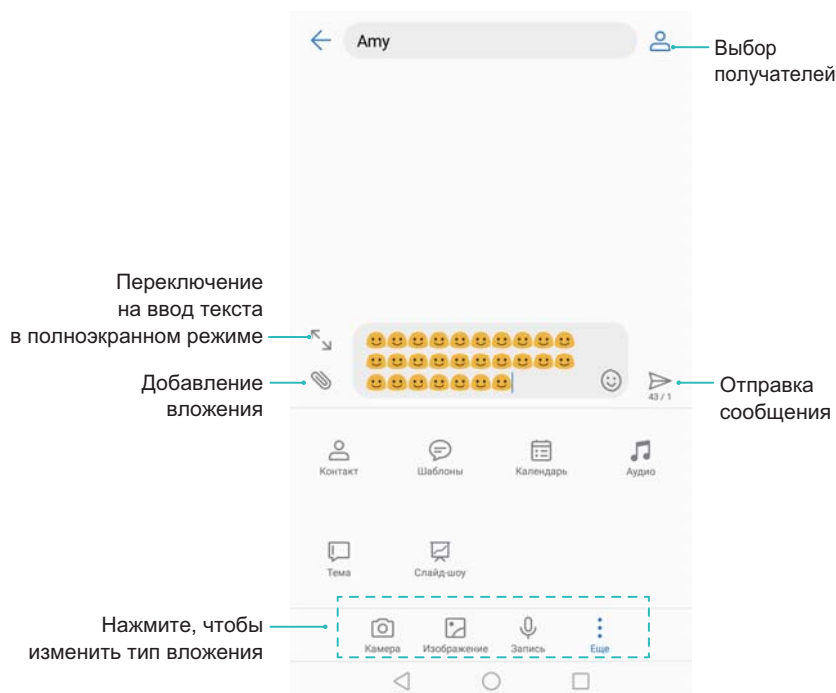 Amy
Выбор
получателей
Переключение
на ввод текста
в полноэкранном режиме
Добавление
вложения
43 / 1
Отправка
сообщения
Контакт
Шаблоны
Календарь
Аудио
Тема
Слайд-шоу
Нажмите, чтобы
изменить тип вложения
Камера
Изображение
Запись
Еще